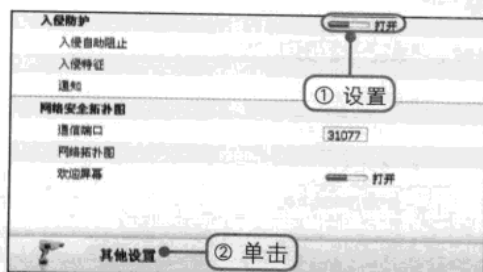 入侵防护 打开
入侵自动阻止
入侵特征
通知
① 设置
网络安全拓扑图
通信端口 31077
网络拓扑图
欢迎屏幕 打开
其他设置 ② 单击